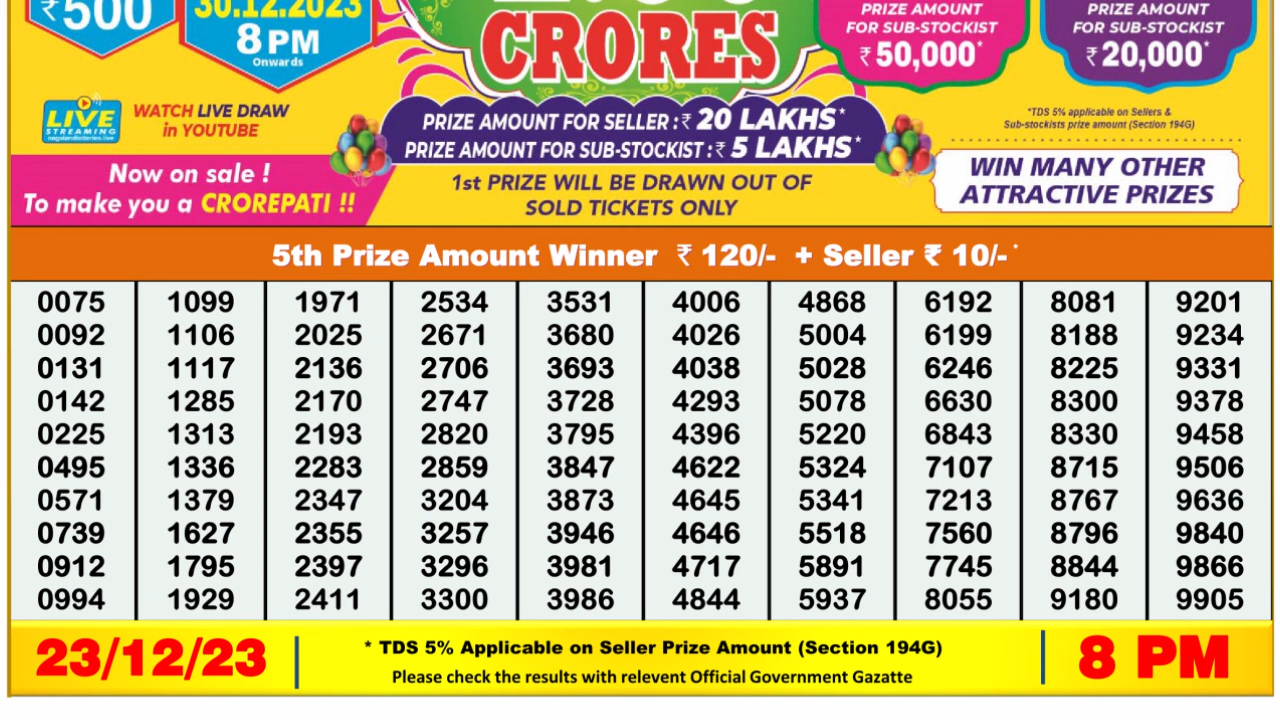 ₹500
30.12.2023
8 PM
Onwards
CRORES
PRIZE AMOUNT
FOR SUB-STOCKIST
₹ 50,000*
PRIZE AMOUNT
FOR SUB-STOCKIST
₹ 20,000*
LIVE
STREAMING
nagalandlotteries.live
WATCH LIVE DRAW
in YOUTUBE
PRIZE AMOUNT FOR SELLER :₹ 20 LAKHS*
PRIZE AMOUNT FOR SUB-STOCKIST :₹ 5 LAKHS*
*TDS 5% applicable on Sellers &
Sub-stockists prize amount (Section 194G)
Now on sale !
To make you a CROREPATI !!
1st PRIZE WILL BE DRAWN OUT OF
SOLD TICKETS ONLY
WIN MANY OTHER
ATTRACTIVE PRIZES
5th Prize Amount Winner ₹ 120/- + Seller ₹ 10/- *
0075 1099 1971 2534 3531 4006 4868 6192 8081 9201
0092 1106 2025 2671 3680 4026 5004 6199 8188 9234
0131 1117 2136 2706 3693 4038 5028 6246 8225 9331
0142 1285 2170 2747 3728 4293 5078 6630 8300 9378
0225 1313 2193 2820 3795 4396 5220 6843 8330 9458
0495 1336 2283 2859 3847 4622 5324 7107 8715 9506
0571 1379 2347 3204 3873 4645 5341 7213 8767 9636
0739 1627 2355 3257 3946 4646 5518 7560 8796 9840
0912 1795 2397 3296 3981 4717 5891 7745 8844 9866
0994 1929 2411 3300 3986 4844 5937 8055 9180 9905
23/12/23
* TDS 5% Applicable on Seller Prize Amount (Section 194G)
Please check the results with relevent Official Government Gazatte
8 PM